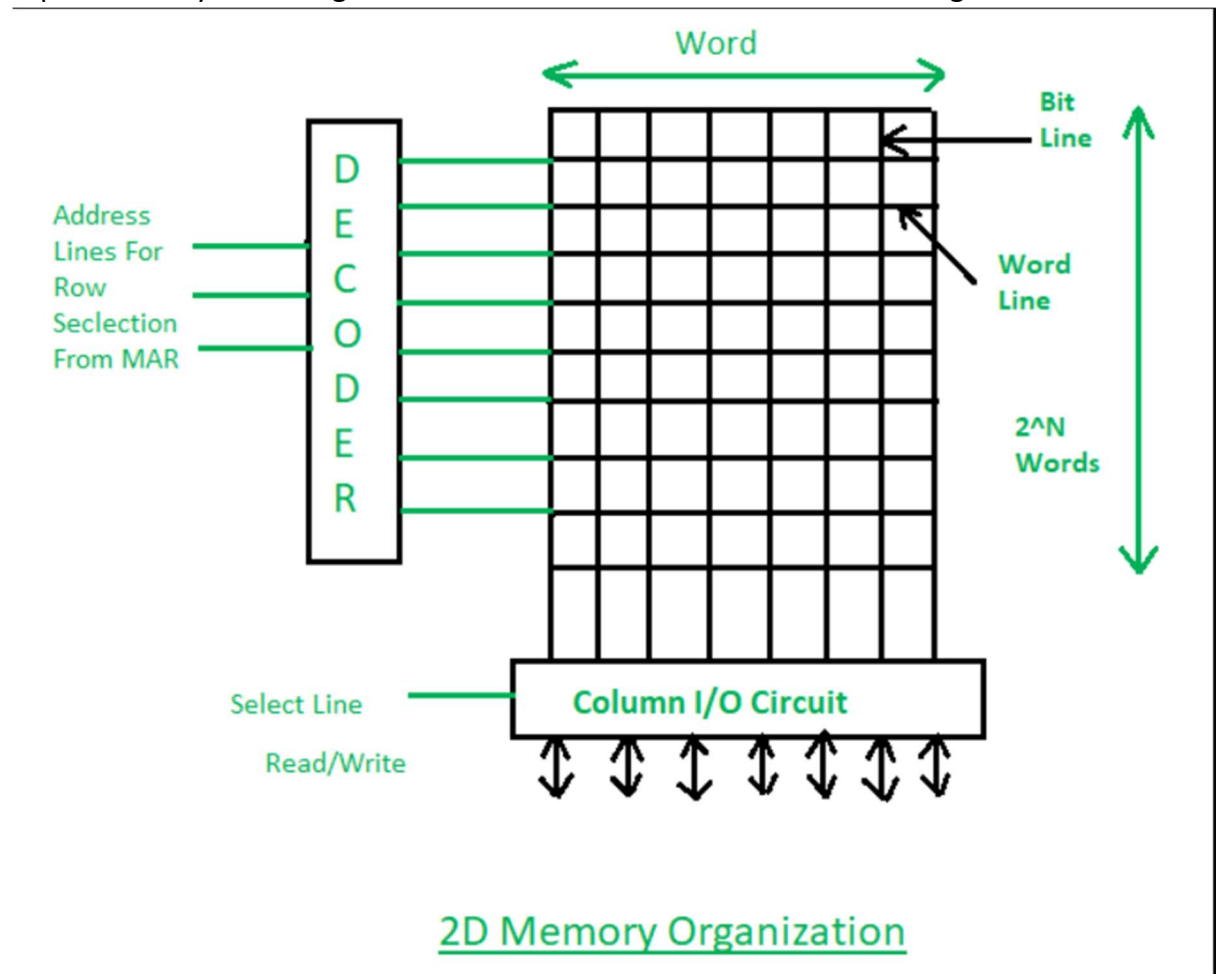 Word
Bit
Line
D
E
C
O
D
E
R
Address
Lines For
Row
Seclection
From MAR
Word
Line
2^N
Words
Select Line
Column I/O Circuit
Read/Write
2D Memory Organization